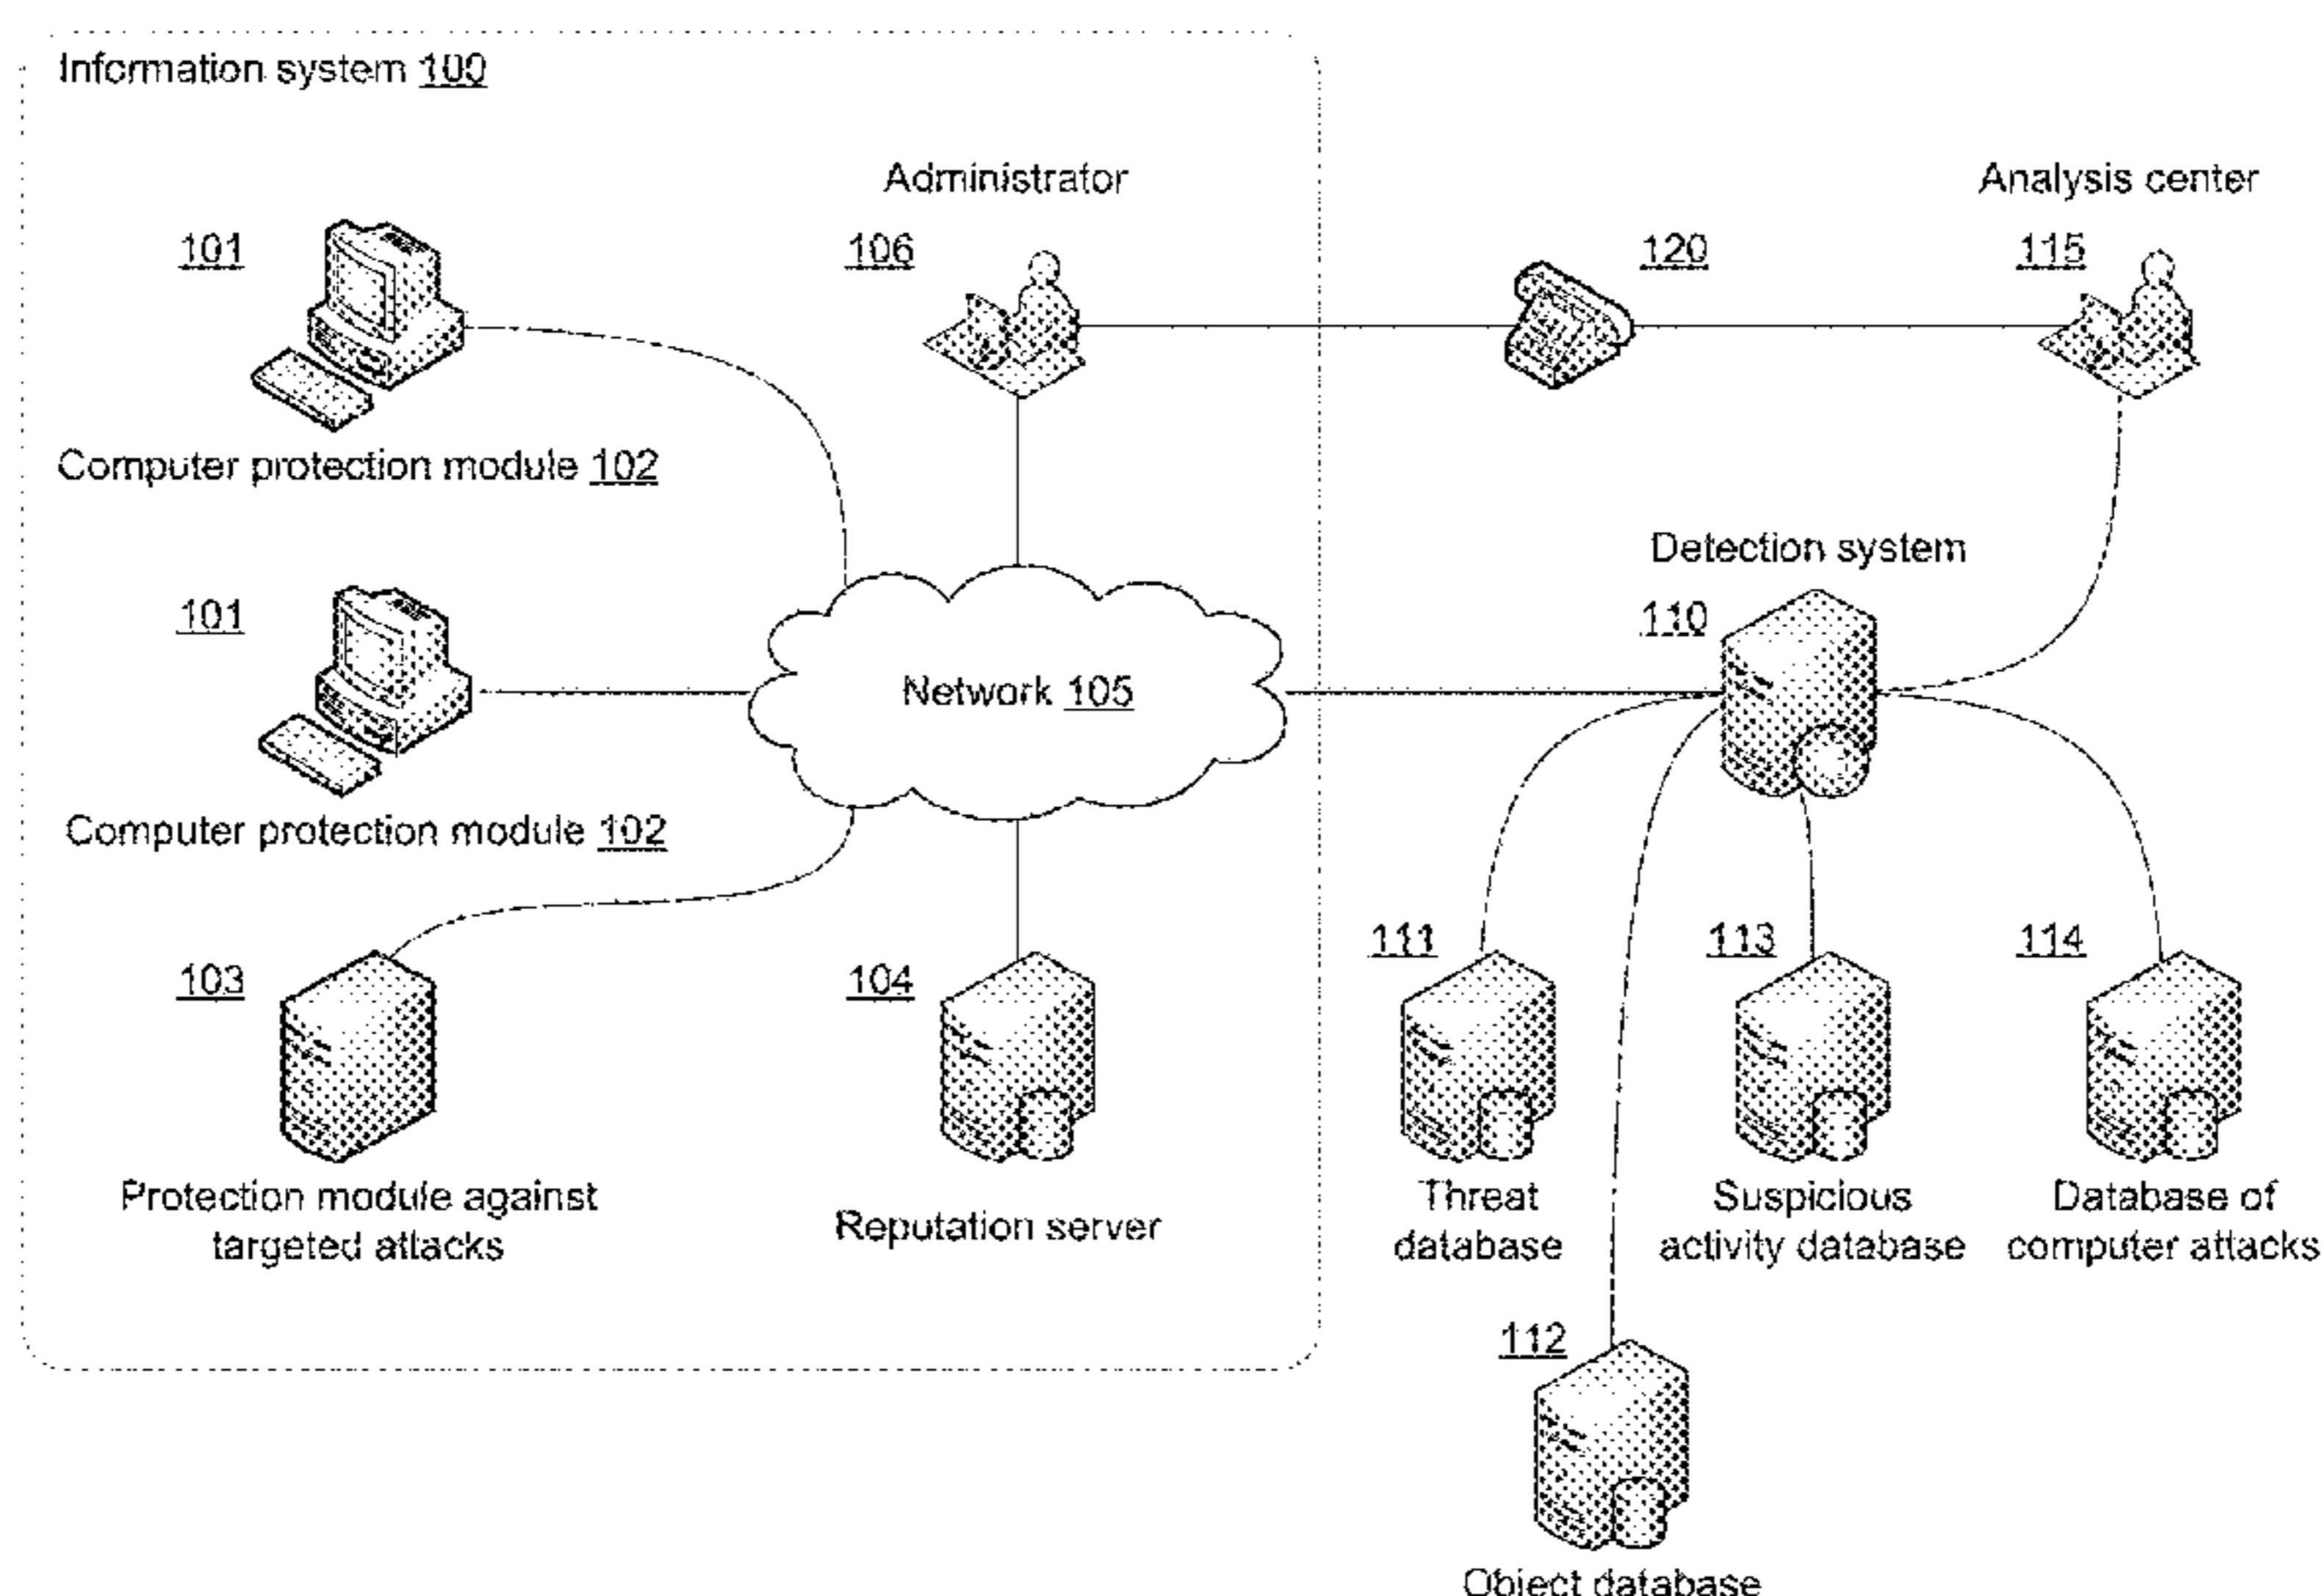 Information system 100
Administrator
Analysis center
101
106
120
115
Computer protection module 102
Detection system
101
110
Network 105
Computer protection module 102
111
113
114
103
104
Protection module against
targeted attacks
Reputation server
Threat
database
Suspicious
activity database
Database of
computer attacks
112
Object database